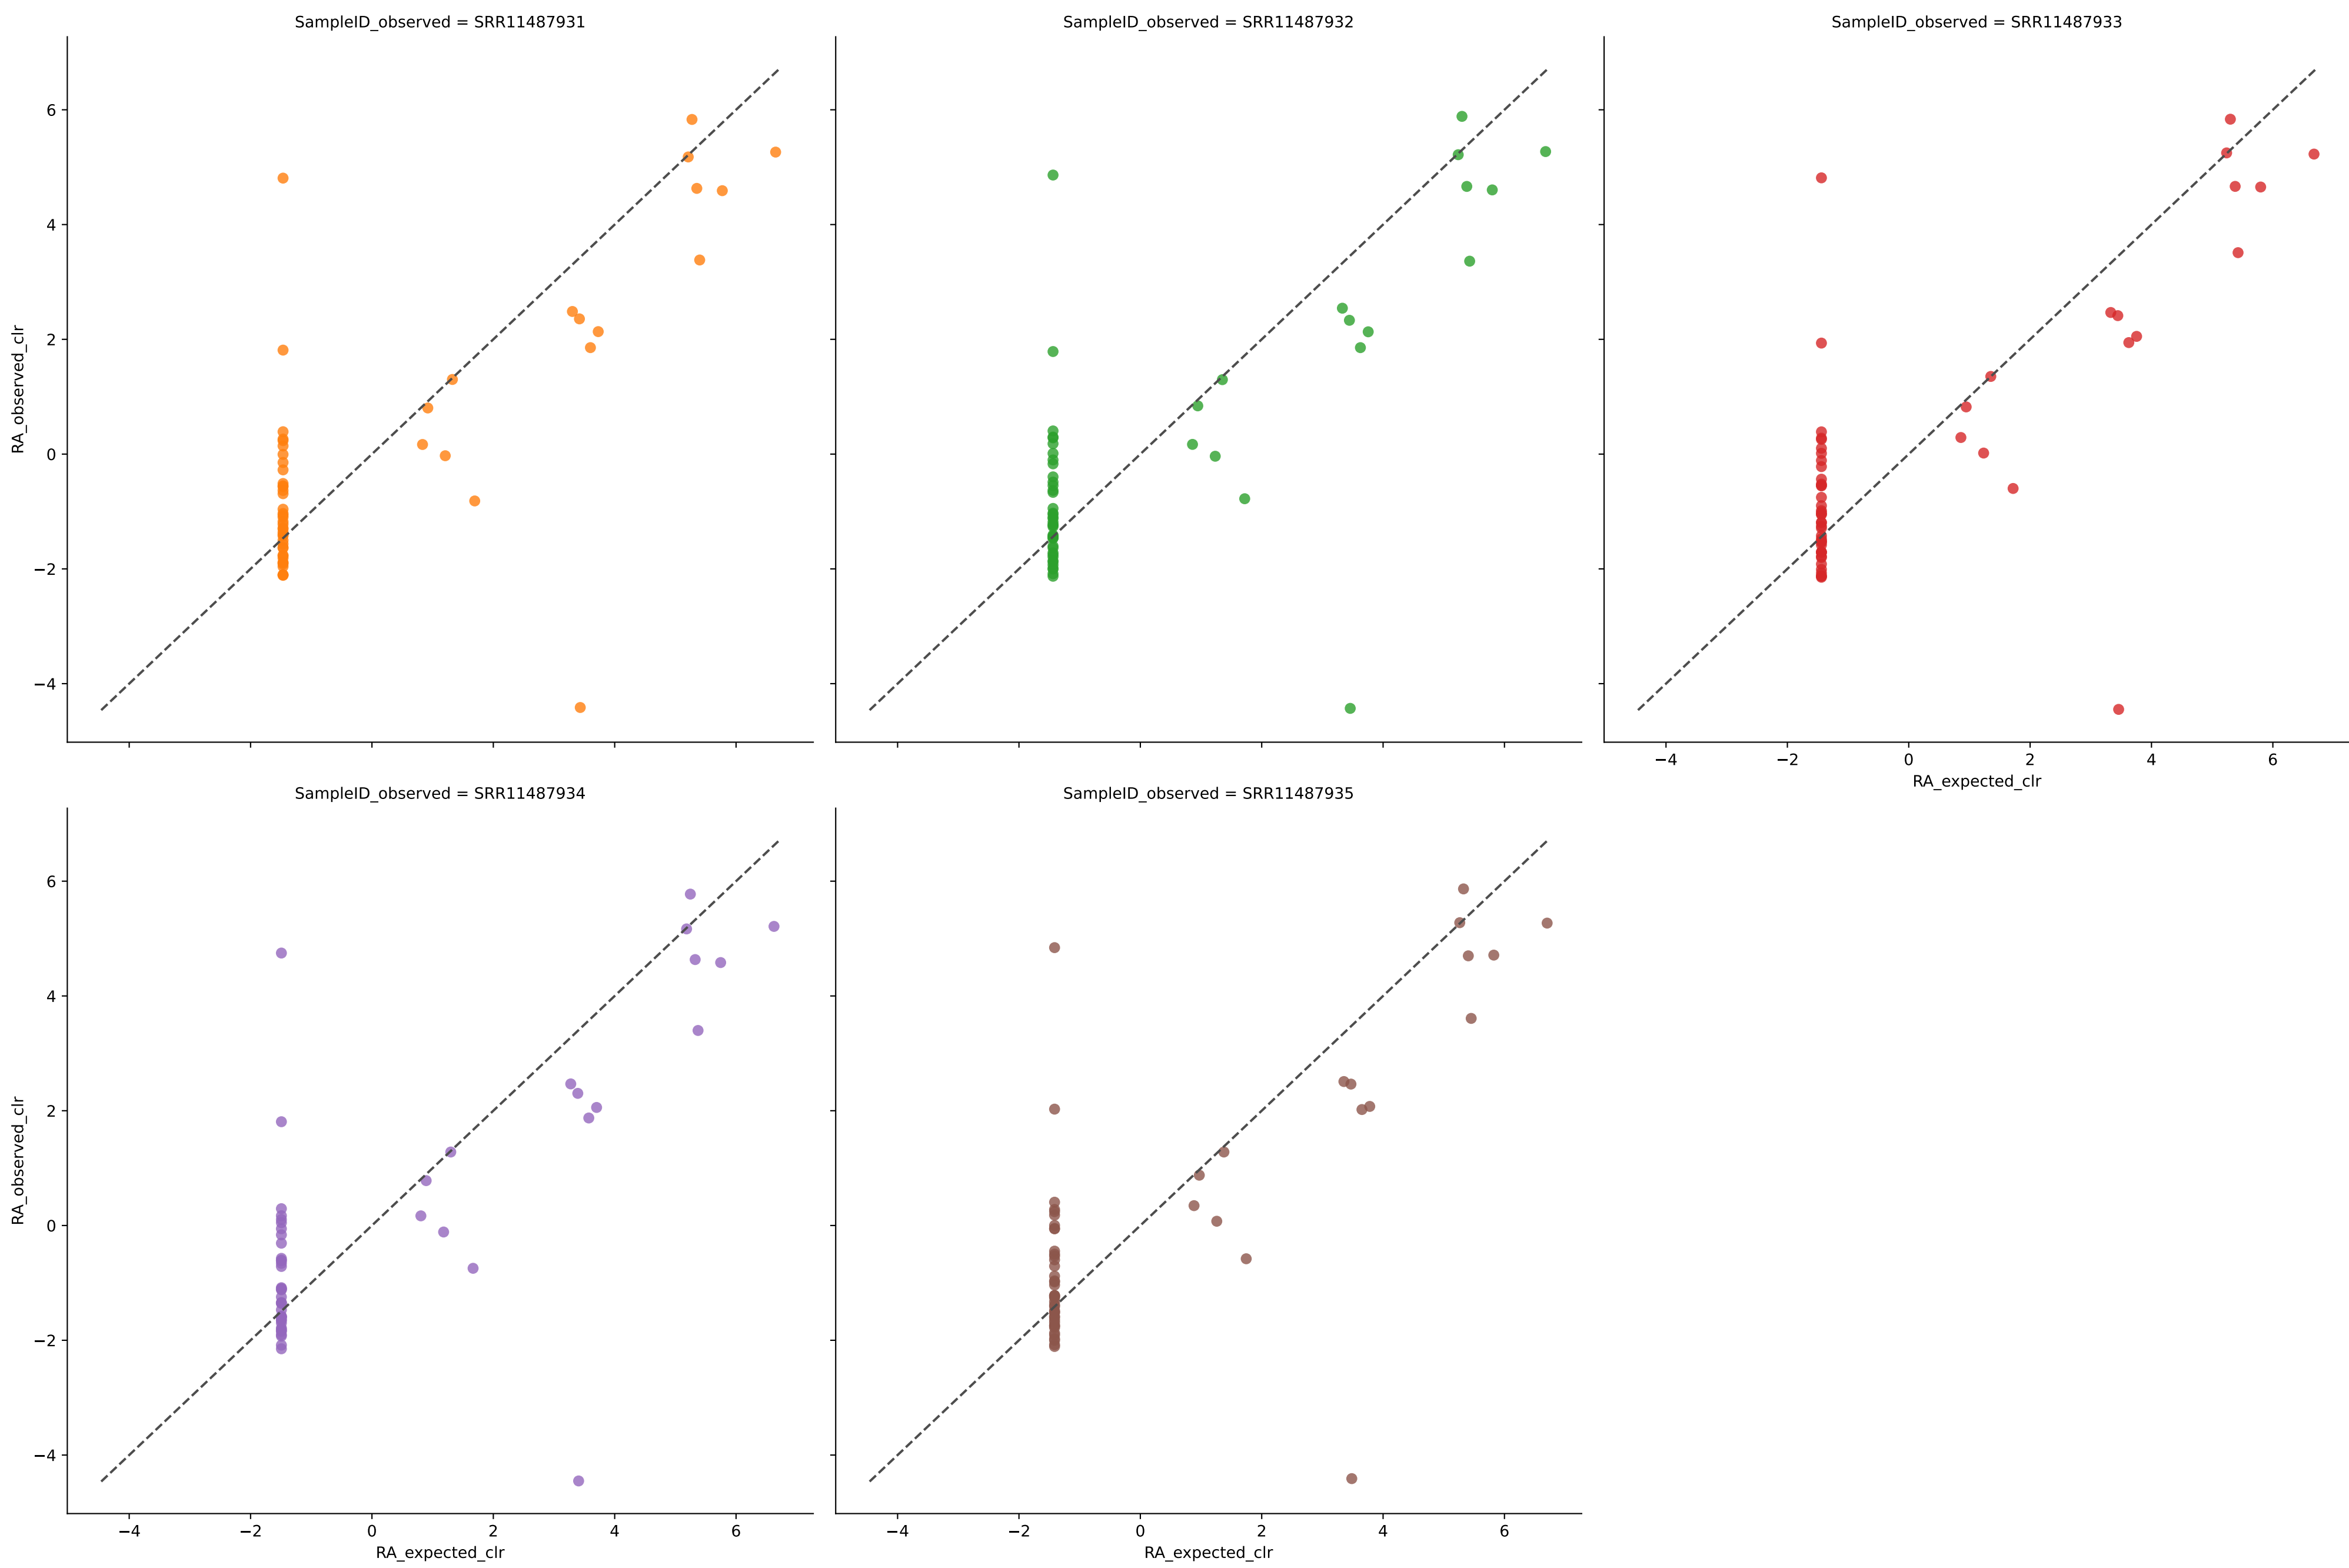 SampleID_observed = SRR11487931
SampleID_observed = SRR11487932
SampleID_observed = SRR11487933
6
4
2
0
−2
−4
RA_observed_clr
−4 −2 0 2 4 6
RA_expected_clr
SampleID_observed = SRR11487934
SampleID_observed = SRR11487935
6
4
2
0
−2
−4
RA_observed_clr
−4 −2 0 2 4 6
RA_expected_clr
−4 −2 0 2 4 6
RA_expected_clr